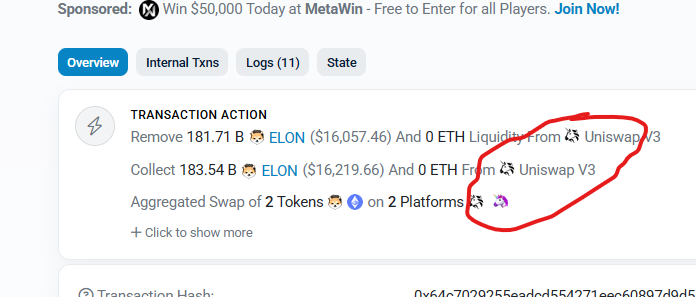 Sponsored: Win $50,000 Today at MetaWin - Free to Enter for all Players. Join Now!
Overview Internal Txns Logs (11) State
TRANSACTION ACTION
Remove 181.71 B ELON ($16,057.46) And 0 ETH Liquidity From Uniswap V3
Collect 183.54 B ELON ($16,219.66) And 0 ETH From Uniswap V3
Aggregated Swap of 2 Tokens on 2 Platforms
+ Click to show more
Transaction Hash: